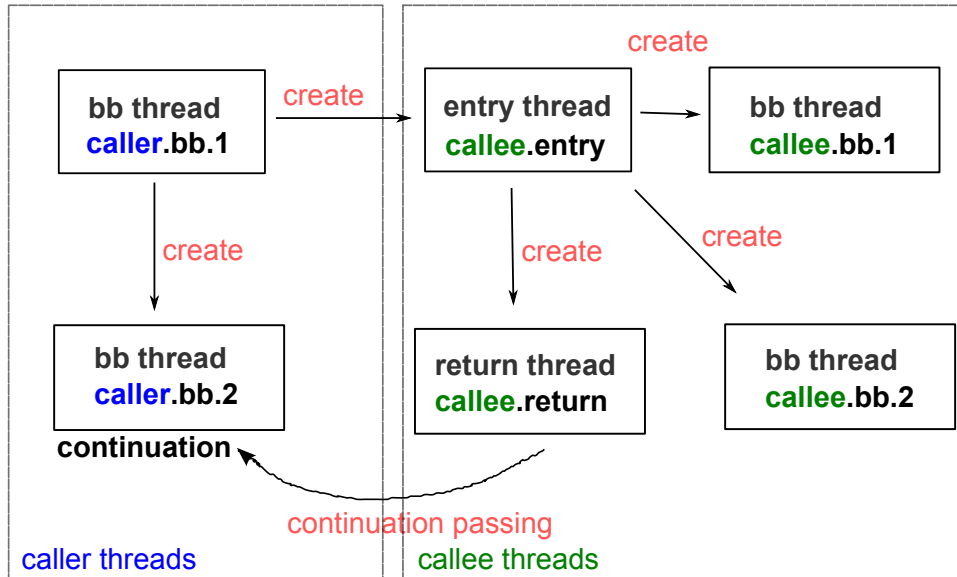 create
bb thread
caller.bb.1
create
entry thread
callee.entry
bb thread
callee.bb.1
create
create
create
bb thread
caller.bb.2
continuation
return thread
callee.return
bb thread
callee.bb.2
continuation passing
caller threads
callee threads